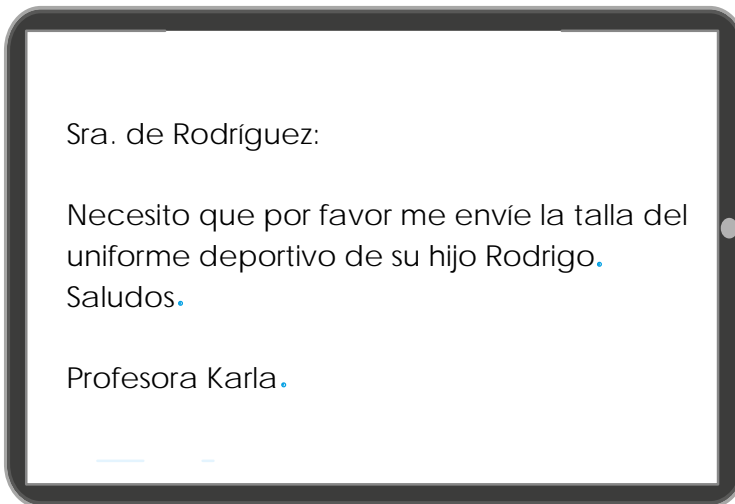 Sra. de Rodríguez:
Necesito que por favor me envíe la talla del
uniforme deportivo de su hijo Rodrigo.
Saludos.
Profesora Karla.